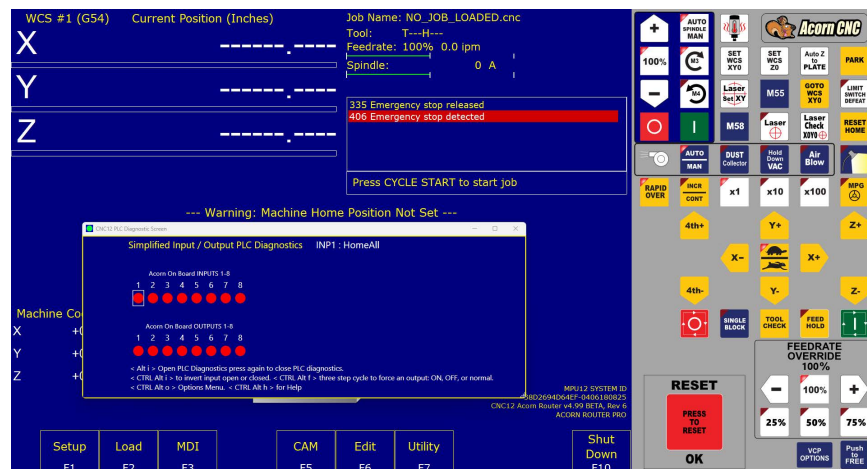 WCS #1 (G54) Current Position (Inches)
X ------.----
Y ------.----
Z ------.----
Job Name: NO_JOB_LOADED.cnc
Tool: T---H---
Feedrate: 100% 0.0 ipm
Spindle: 0 A
335 Emergency stop released
406 Emergency stop detected
Press CYCLE START to start job
--- Warning: Machine Home Position Not Set ---
CNC12 PLC Diagnostic Screen
Simplified Input / Output PLC Diagnostics INP1 : HomeAll
Acorn On Board INPUTS 1-8
1 2 3 4 5 6 7 8
Acorn On Board OUTPUTS 1-8
1 2 3 4 5 6 7 8
< Alt i > Open PLC Diagnostics press again to close PLC diagnostics.
< CTRL Alt i > to invert input open or closed. < CTRL Alt f > three step cycle to force an output: ON, OFF, or normal.
< CTRL Alt o > Options Menu. < CTRL Alt h > for Help
Machine Co
X +0
Y +0
Z +0
MPU12 SYSTEM ID
CNC12 Acorn Router v4.99 BETA, Rev 6
ACORN ROUTER PRO
Setup Load MDI CAM Edit Utility Shut Down
F1 F2 F3 F5 F6 F7 F10
+ AUTO SPINDLE MAN Acorn CNC
100% M3 SET WCS XY0 SET WCS Z0 Auto Z to PLATE PARK
− M4 Laser Set XY M55 GOTO WCS XY0 LIMIT SWITCH DEFEAT
M58 Laser Laser Check X0Y0 RESET HOME
AUTO MAN DUST Collector Hold Down VAC Air Blow
RAPID OVER INCR CONT x1 x10 x100 MPG
4th+ Y+ Z+
X− X+
4th- Y- Z-
SINGLE BLOCK TOOL CHECK FEED HOLD
FEEDRATE
OVERRIDE
100%
RESET
PRESS
TO
RESET
OK
− 100% +
25% 50% 75%
VCP OPTIONS Push to FREE